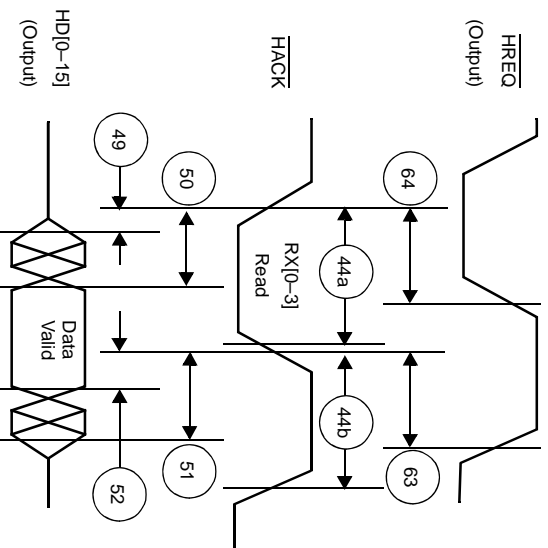 HREQ
(Output)
64
63
44a
44b
HACK
RX[0–3]
Read
50
51
49
52
HD[0–15]
(Output)
Data
Valid